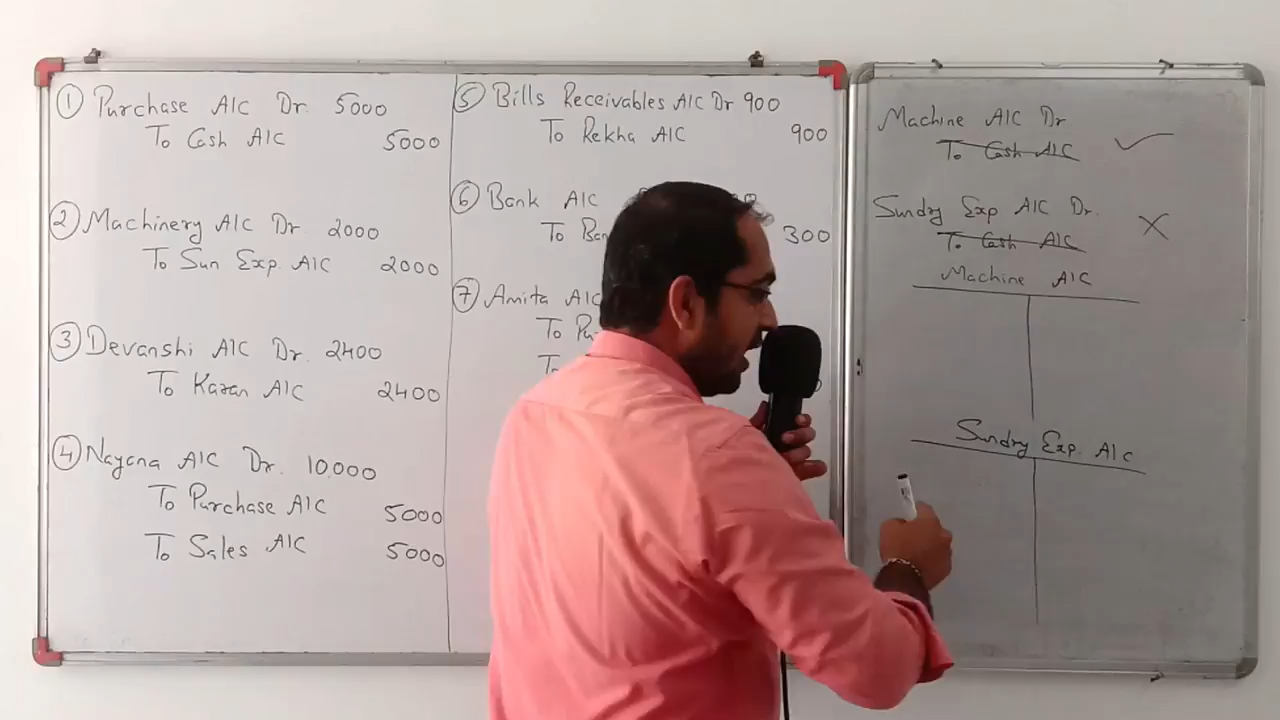 ① Purchase A/C Dr. 5000
To Cash A/C 5000
② Machinery A/C Dr. 2000
To Sun Exp. A/C 2000
③ Devanshi A/C Dr. 2400
To Karan A/C 2400
④ Nayana A/C Dr. 10,000
To Purchase A/C 5000
To Sales A/C 5000
⑤ Bills Receivables A/C Dr 900
To Rekha A/C 900
⑥ Bank A/C
To 300
⑦ Amita A/C
To
To
Machine A/C Dr
To Cash A/C ✓
Sundry Exp A/C Dr.
To Cash A/C X
Machine A/C
Sundry Exp. A/C